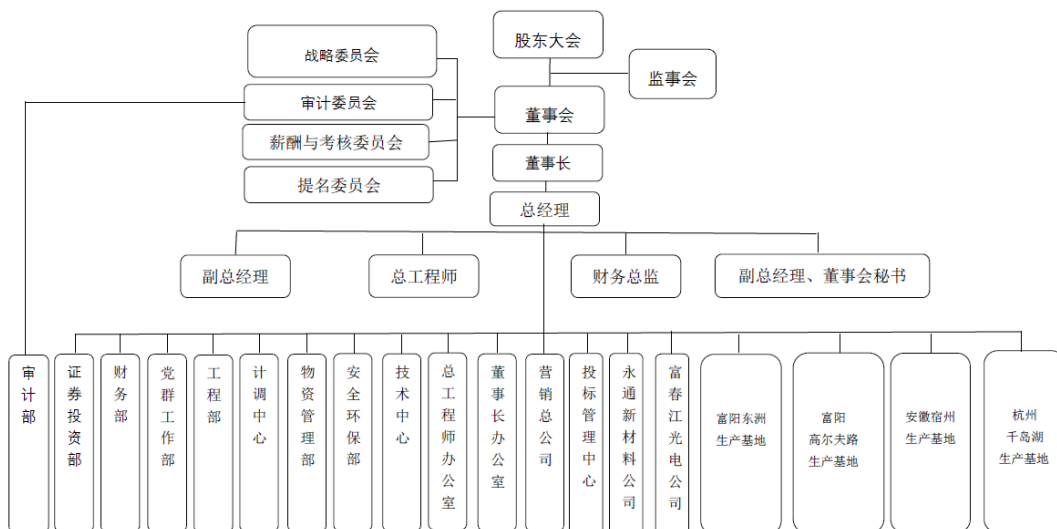 股东大会
战略委员会
监事会
审计委员会
董事会
薪酬与考核委员会
董事长
提名委员会
总经理
副总经理
总工程师
财务总监
副总经理、董事会秘书
审计部
证券投资部
财务部
党群工作部
工程部
计调中心
物资管理部
安全环保部
技术中心
总工程师办公室
董事长办公室
营销总公司
投标管理中心
永通新材料公司
富春江光电公司
富阳东洲
生产基地
富阳
高尔夫路
生产基地
安徽宿州
生产基地
杭州
千岛湖
生产基地